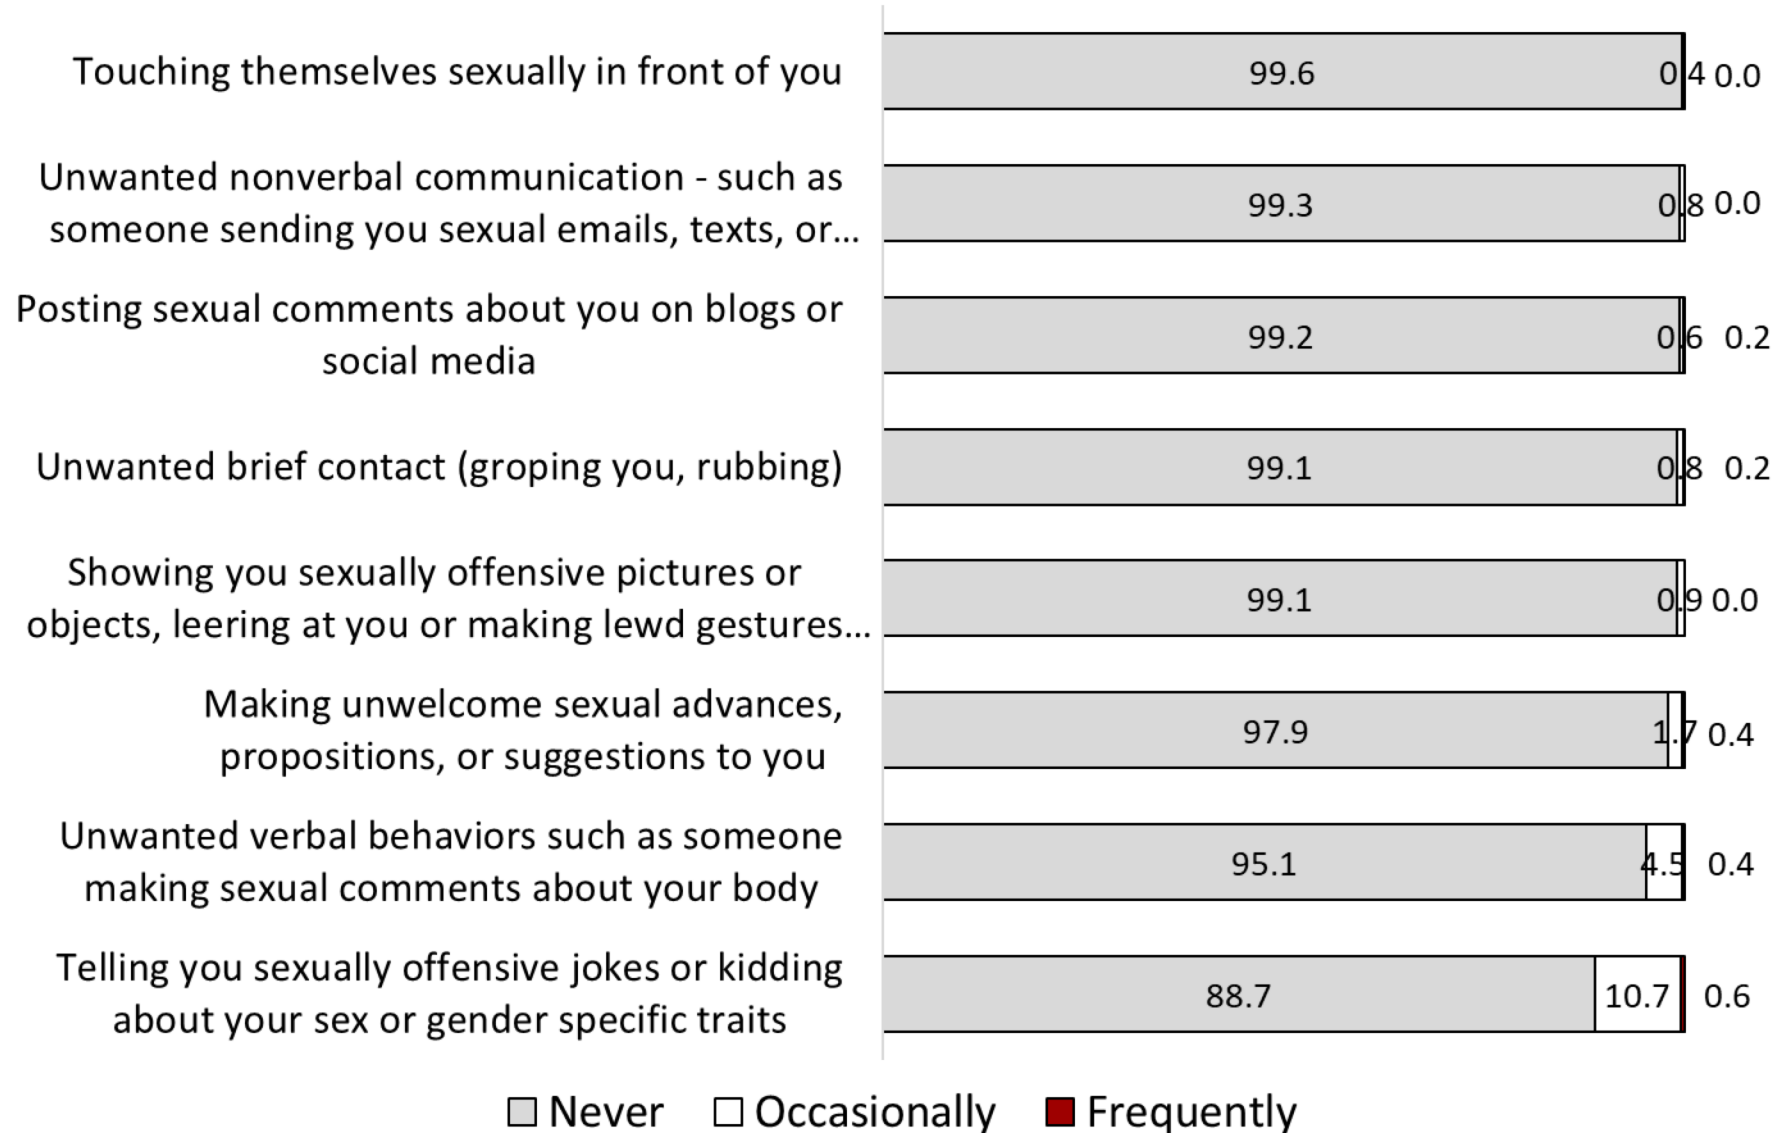 Touching themselves sexually in front of you
99.6 0.4 0.0
Unwanted nonverbal communication - such as
someone sending you sexual emails, texts, or...
99.3 0.8 0.0
Posting sexual comments about you on blogs or
social media
99.2 0.6 0.2
Unwanted brief contact (groping you, rubbing)
99.1 0.8 0.2
Showing you sexually offensive pictures or
objects, leering at you or making lewd gestures...
99.1 0.9 0.0
Making unwelcome sexual advances,
propositions, or suggestions to you
97.9 1.7 0.4
Unwanted verbal behaviors such as someone
making sexual comments about your body
95.1 4.5 0.4
Telling you sexually offensive jokes or kidding
about your sex or gender specific traits
88.7 10.7 0.6
Never Occasionally Frequently